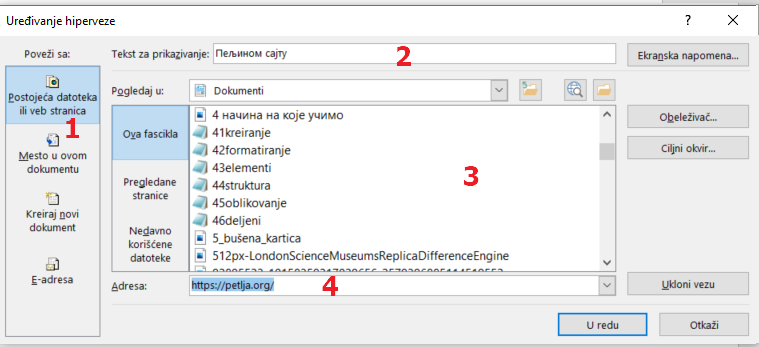 Uređivanje hiperveze
? ×
Poveži sa:
Tekst za prikazivanje: Пељином сајту
2
Ekranska napomena...
Postojeća datoteka
ili veb stranica
1
Mesto u ovom
dokumentu
Kreiraj novi
dokument
E-adresa
Pogledaj u: Dokumenti
Ova fascikla
Pregledane
stranice
Nedavno
korišćene
datoteke
4 начина на које учимо
41kreiranje
42formatiranje
43elementi
44struktura
45oblikovanje
46deljeni
5_bušena_kartica
512px-LondonScienceMuseumsReplicaDifferenceEngine
3
Obeleživač...
Ciljni okvir...
Adresa: https://petlja.org/
4
Ukloni vezu
U redu
Otkaži